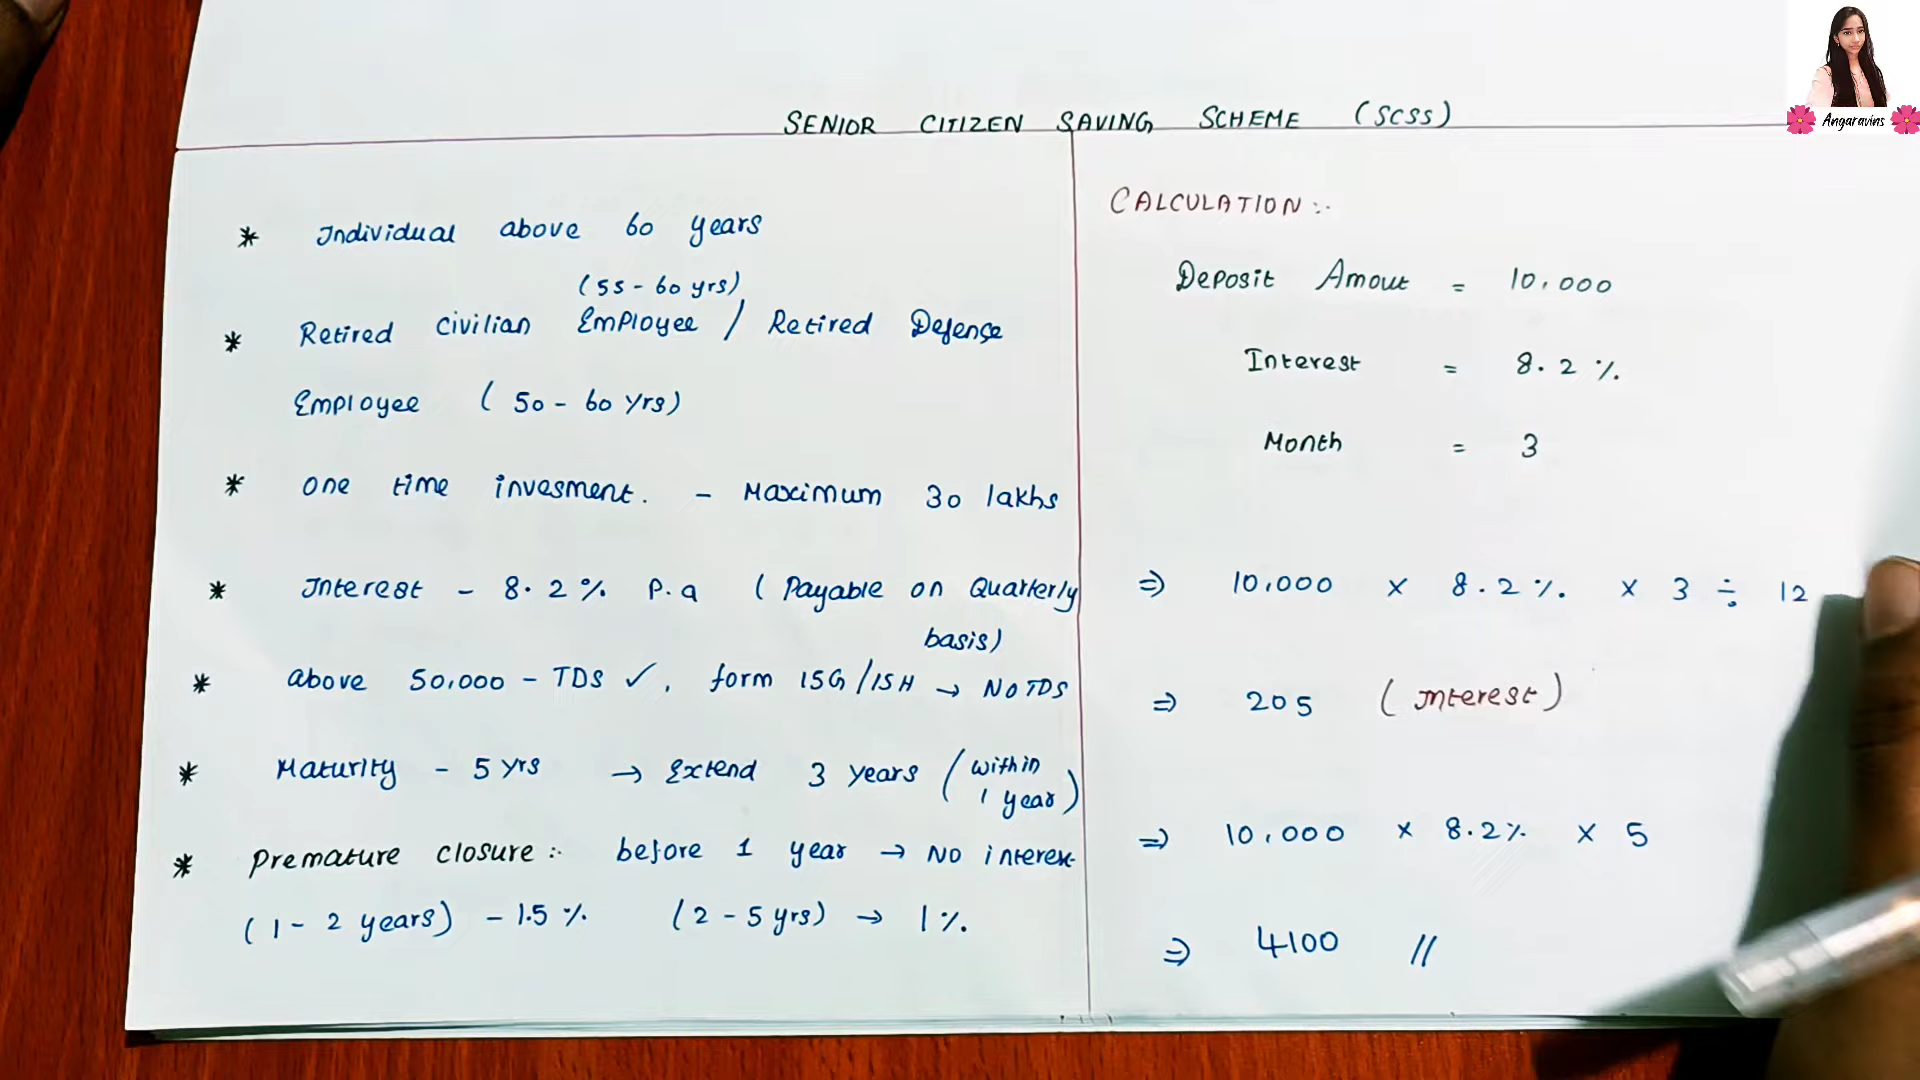 SENIOR CITIZEN SAVING SCHEME (SCSS)
Angaravins
* Individual above 60 years
(55 - 60 yrs)
* Retired civilian Employee / Retired Defense
Employee ( 50 - 60 yrs)
* one time invesment. - Maximum 30 lakhs
* Interest - 8.2% P.a ( Payable on Quarterly
basis)
* above 50,000 - TDS ✓, form 15G/15H → NO TDS
* Maturity - 5 yrs → Extend 3 years (within
1 year)
* Premature closure :- before 1 year → No interest
(1 - 2 years) - 1.5% (2 - 5 yrs) → 1%.
CALCULATION :-
Deposit Amout = 10,000
Interest = 8.2%
Month = 3
⇒ 10,000 × 8.2% × 3 ÷ 12
⇒ 205 (Interest)
⇒ 10,000 × 8.2% × 5
⇒ 4100 //